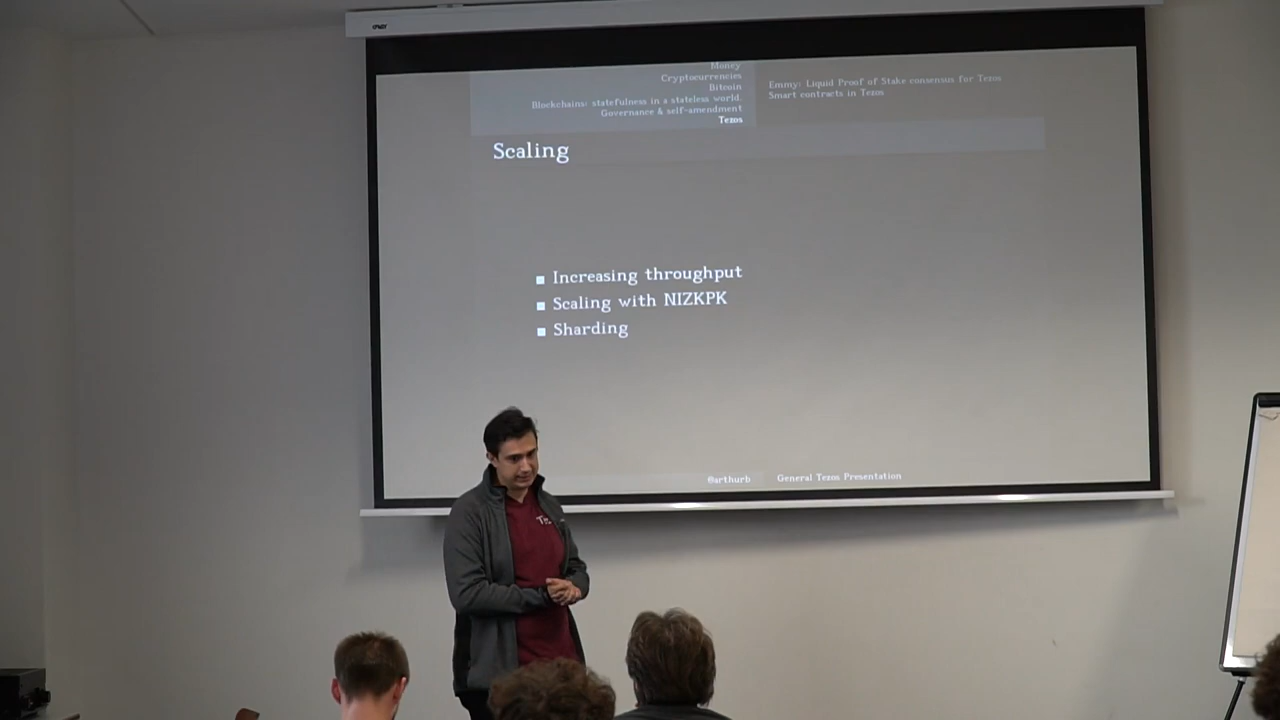 Money
Cryptocurrencies
Bitcoin
Blockchains: statefulness in a stateless world.
Governance & self-amendment
Tezos
Emmy: Liquid Proof of Stake consensus for Tezos
Smart contracts in Tezos
Scaling
Increasing throughput
Scaling with NIZKPK
Sharding
@arthurb
General Tezos Presentation